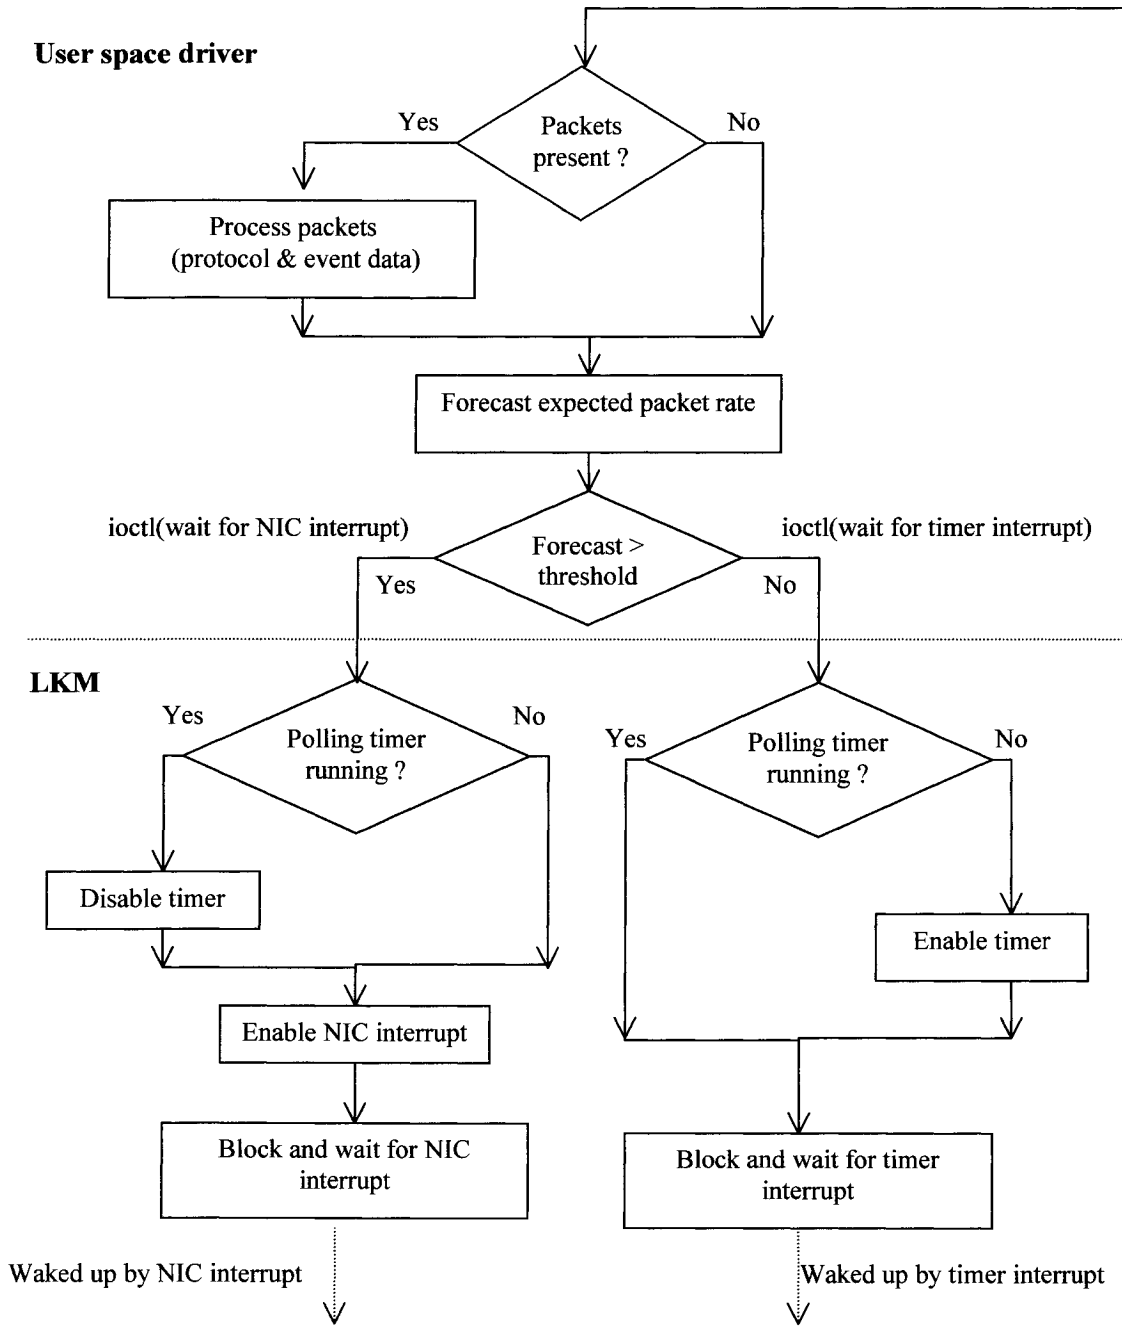 User space driver
Yes
Packets
present ?
No
Process packets
(protocol & event data)
Forecast expected packet rate
ioctl(wait for NIC interrupt)
ioctl(wait for timer interrupt)
Forecast >
threshold
Yes
No
LKM
Yes
No
Polling timer
running ?
Yes
No
Polling timer
running ?
Disable timer
Enable timer
Enable NIC interrupt
Block and wait for NIC
interrupt
Block and wait for timer
interrupt
Waked up by NIC interrupt
Waked up by timer interrupt